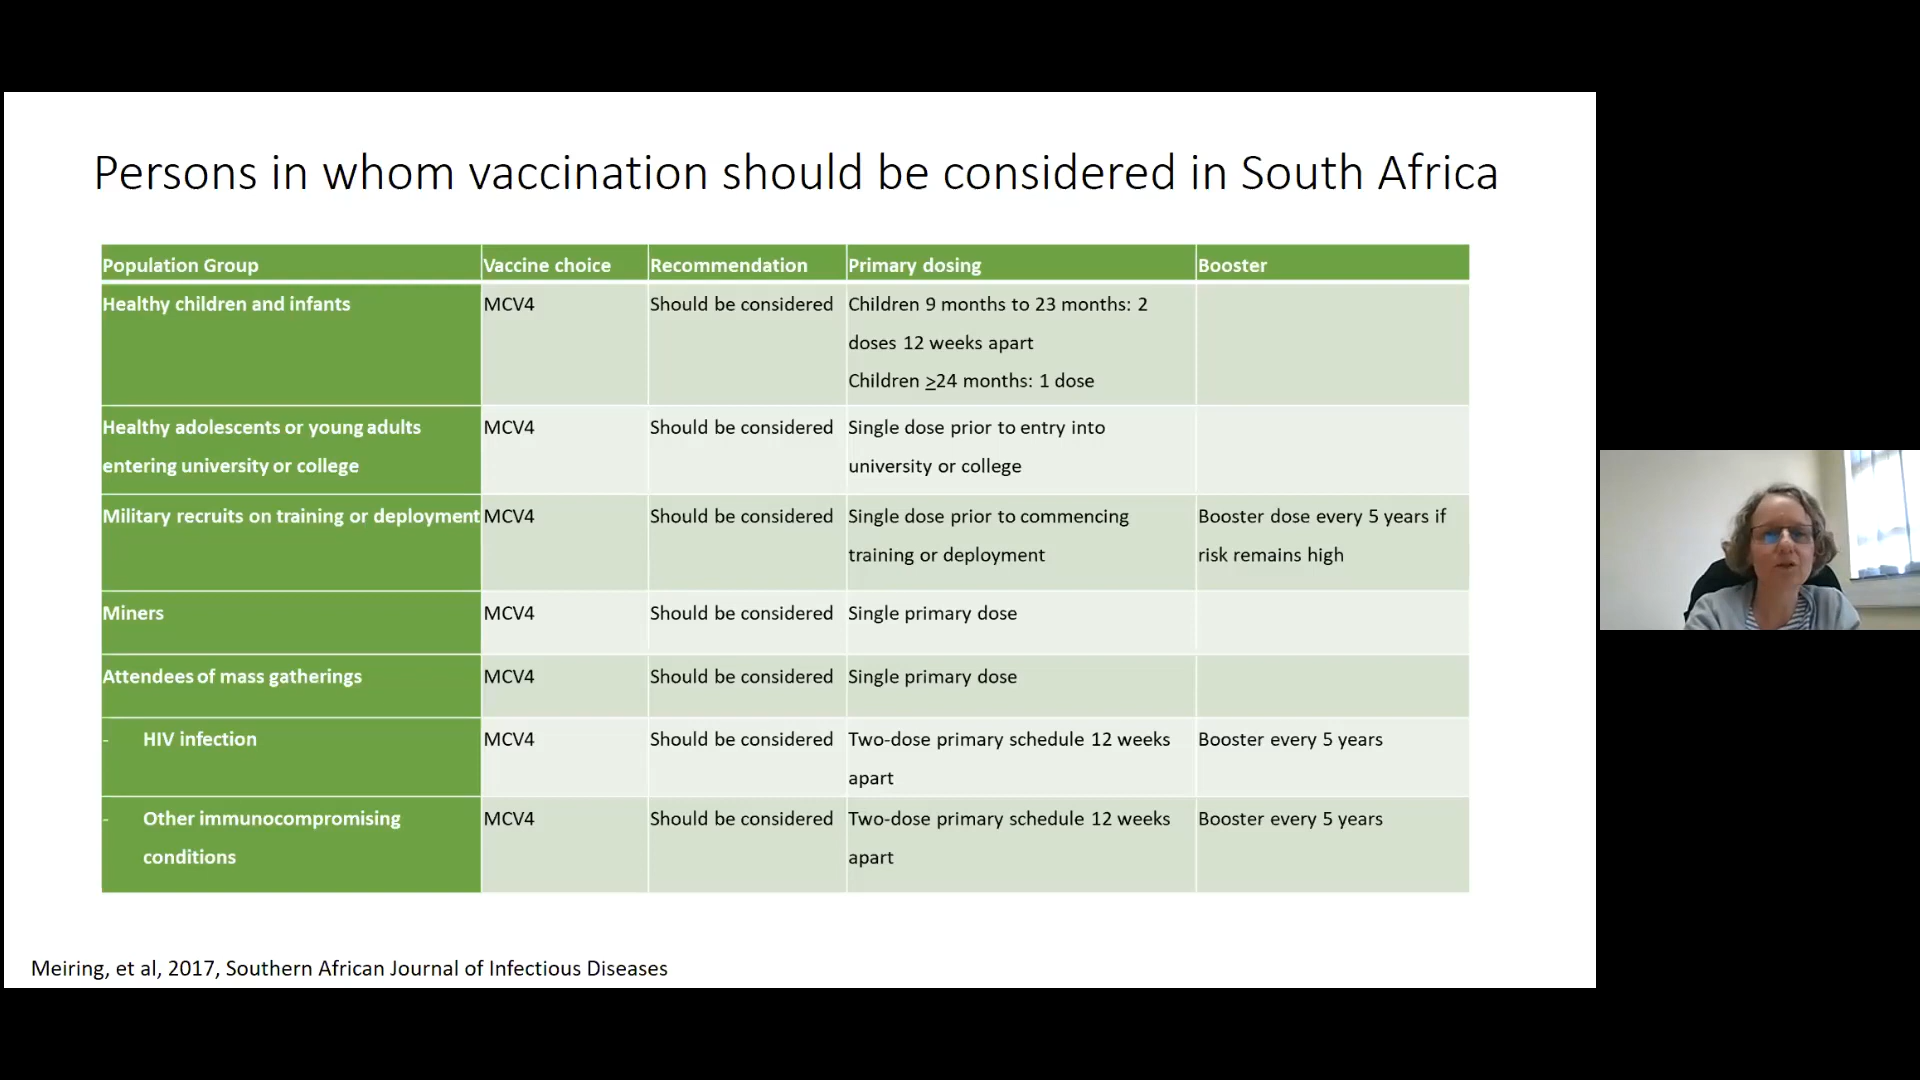 Persons in whom vaccination should be considered in South Africa
Population Group Vaccine choice Recommendation Primary dosing Booster
Healthy children and infants MCV4 Should be considered Children 9 months to 23 months: 2
doses 12 weeks apart
Children ≥24 months: 1 dose
Healthy adolescents or young adults MCV4 Should be considered Single dose prior to entry into
entering university or college university or college
Military recruits on training or deployment MCV4 Should be considered Single dose prior to commencing Booster dose every 5 years if
training or deployment risk remains high
Miners MCV4 Should be considered Single primary dose
Attendees of mass gatherings MCV4 Should be considered Single primary dose
- HIV infection MCV4 Should be considered Two-dose primary schedule 12 weeks Booster every 5 years
apart
- Other immunocompromising MCV4 Should be considered Two-dose primary schedule 12 weeks Booster every 5 years
conditions apart
Meiring, et al, 2017, Southern African Journal of Infectious Diseases